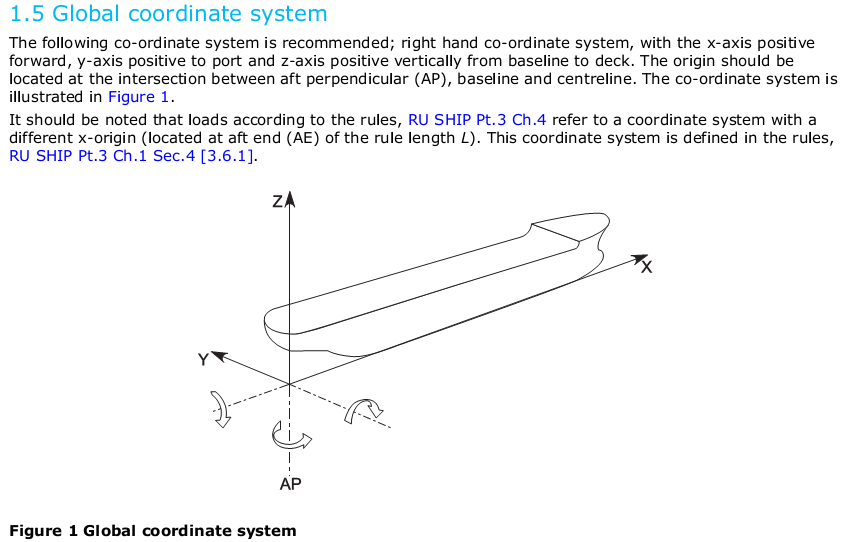 1.5 Global coordinate system
The following co-ordinate system is recommended; right hand co-ordinate system, with the x-axis positive
forward, y-axis positive to port and z-axis positive vertically from baseline to deck. The origin should be
located at the intersection between aft perpendicular (AP), baseline and centreline. The co-ordinate system is
illustrated in Figure 1.
It should be noted that loads according to the rules, RU SHIP Pt.3 Ch.4 refer to a coordinate system with a
different x-origin (located at aft end (AE) of the rule length L). This coordinate system is defined in the rules,
RU SHIP Pt.3 Ch.1 Sec.4 [3.6.1].
Z
X
Y
AP
Figure 1 Global coordinate system